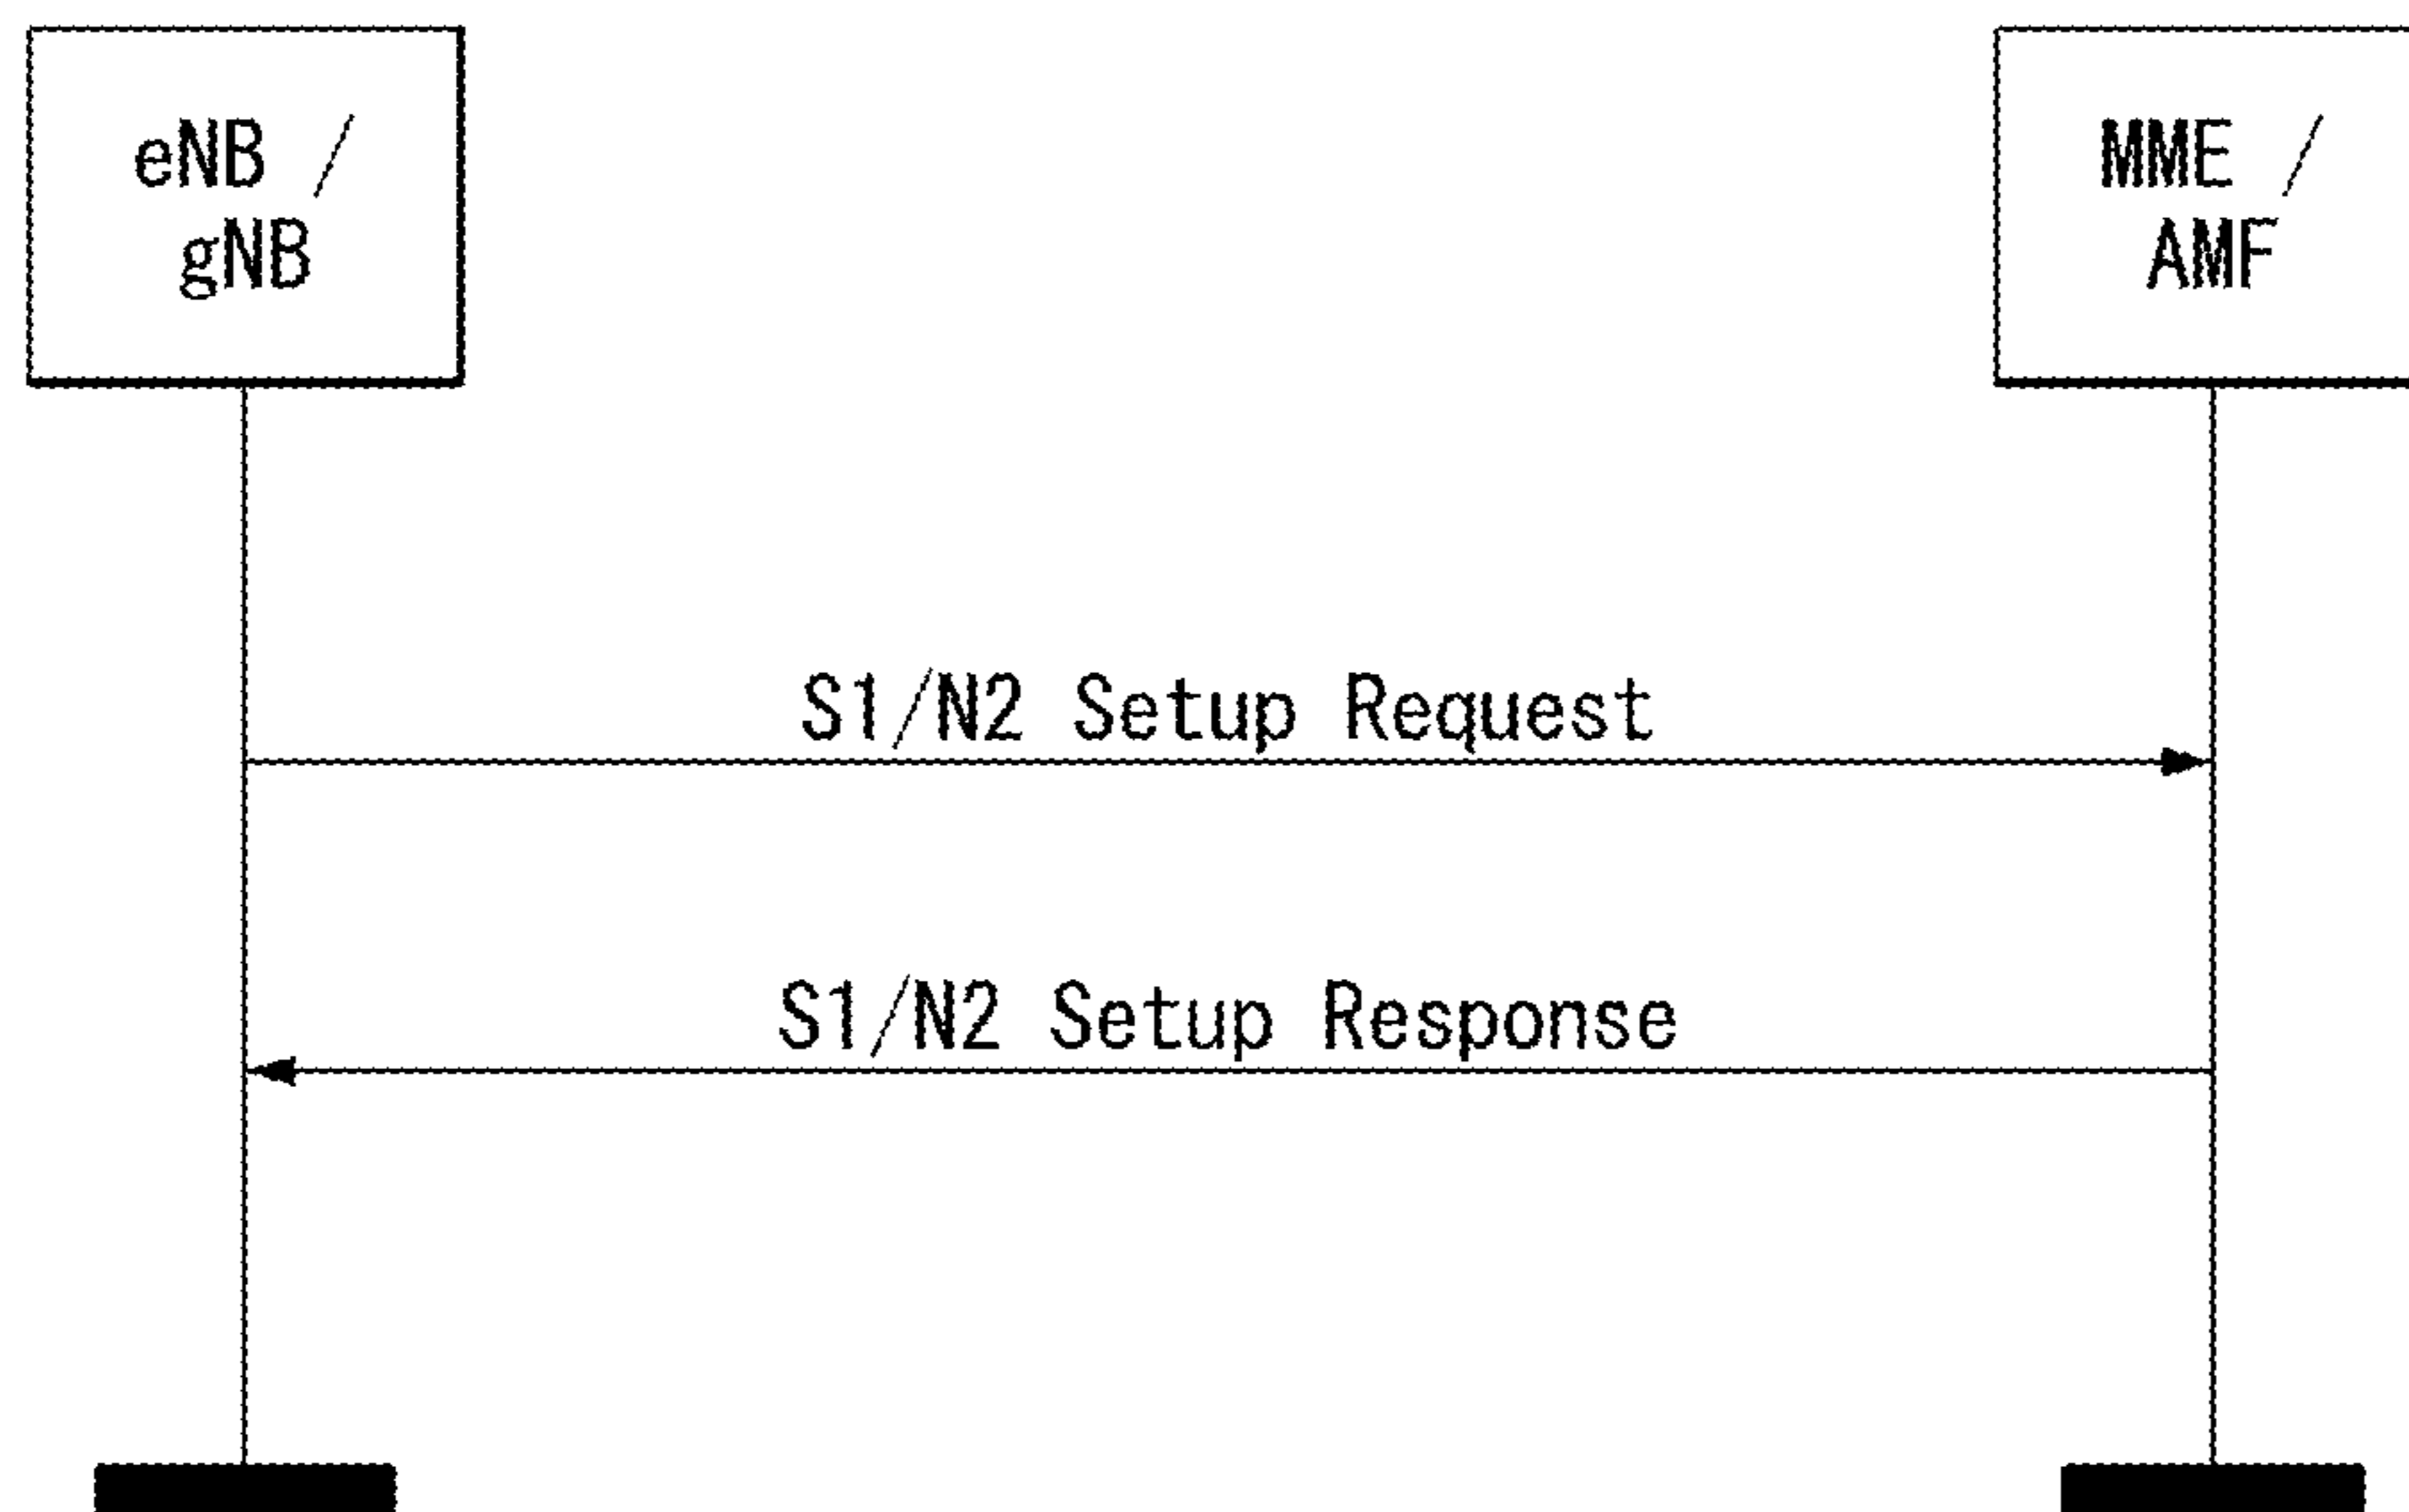 eNB /
gNB
MME /
AMF
S1/N2 Setup Request
S1/N2 Setup Response